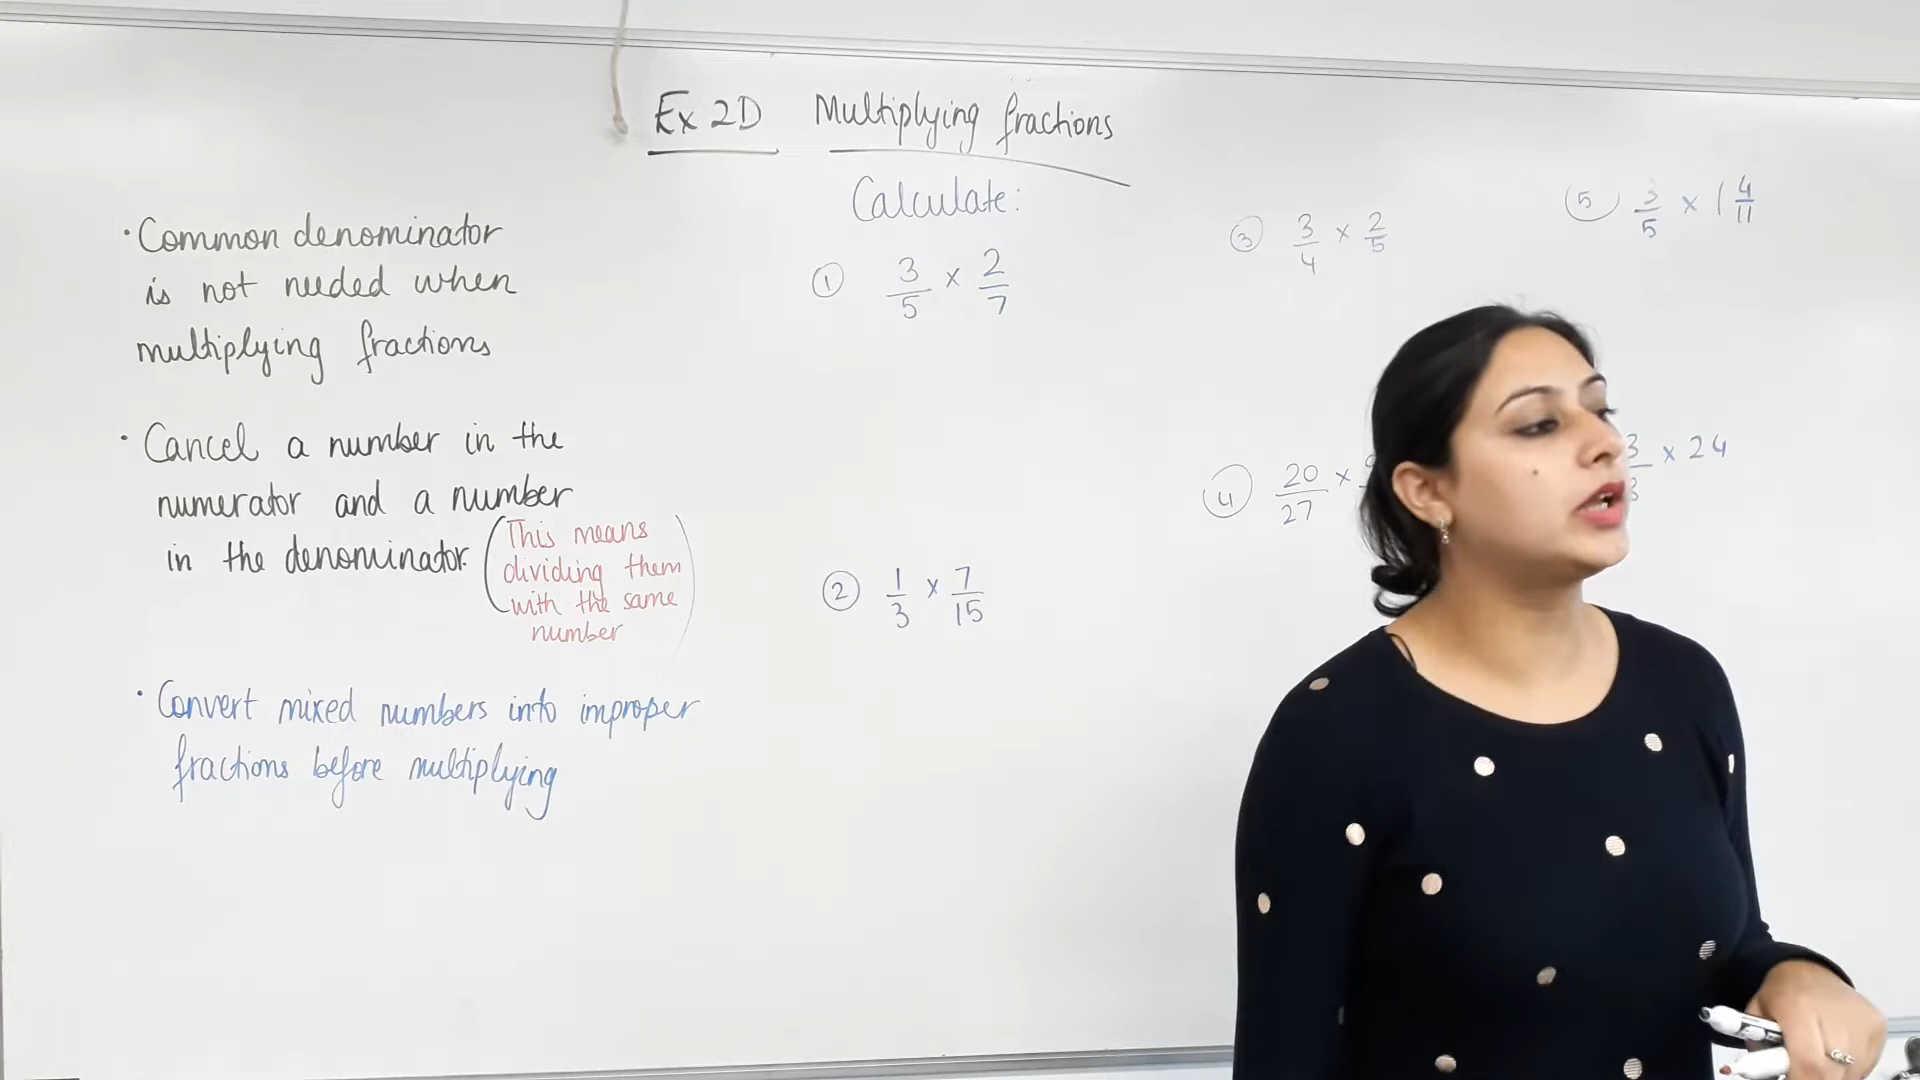 Ex 2D Multiplying fractions
• Common denominator
is not needed when
multiplying fractions
• Cancel a number in the
numerator and a number
in the denominator.
(This means
dividing them
with the same
number)
• Convert mixed numbers into improper
fractions before multiplying
Calculate:
① 3/5 × 2/7
② 1/3 × 7/15
③ 3/4 × 2/5
④ 20/27 ×
⑤ /5 × 1 4/11
× 24